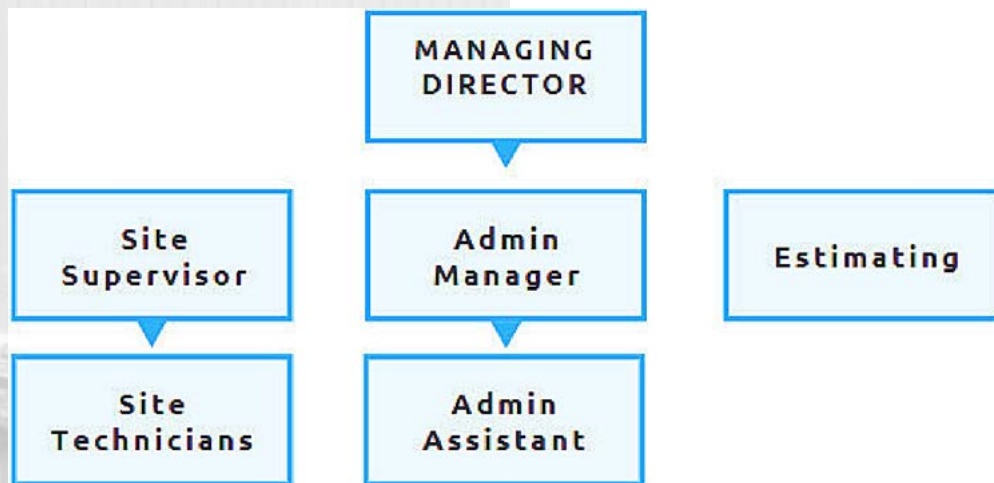 MANAGING
DIRECTOR
Site
Supervisor
Admin
Manager
Estimating
Site
Technicians
Admin
Assistant